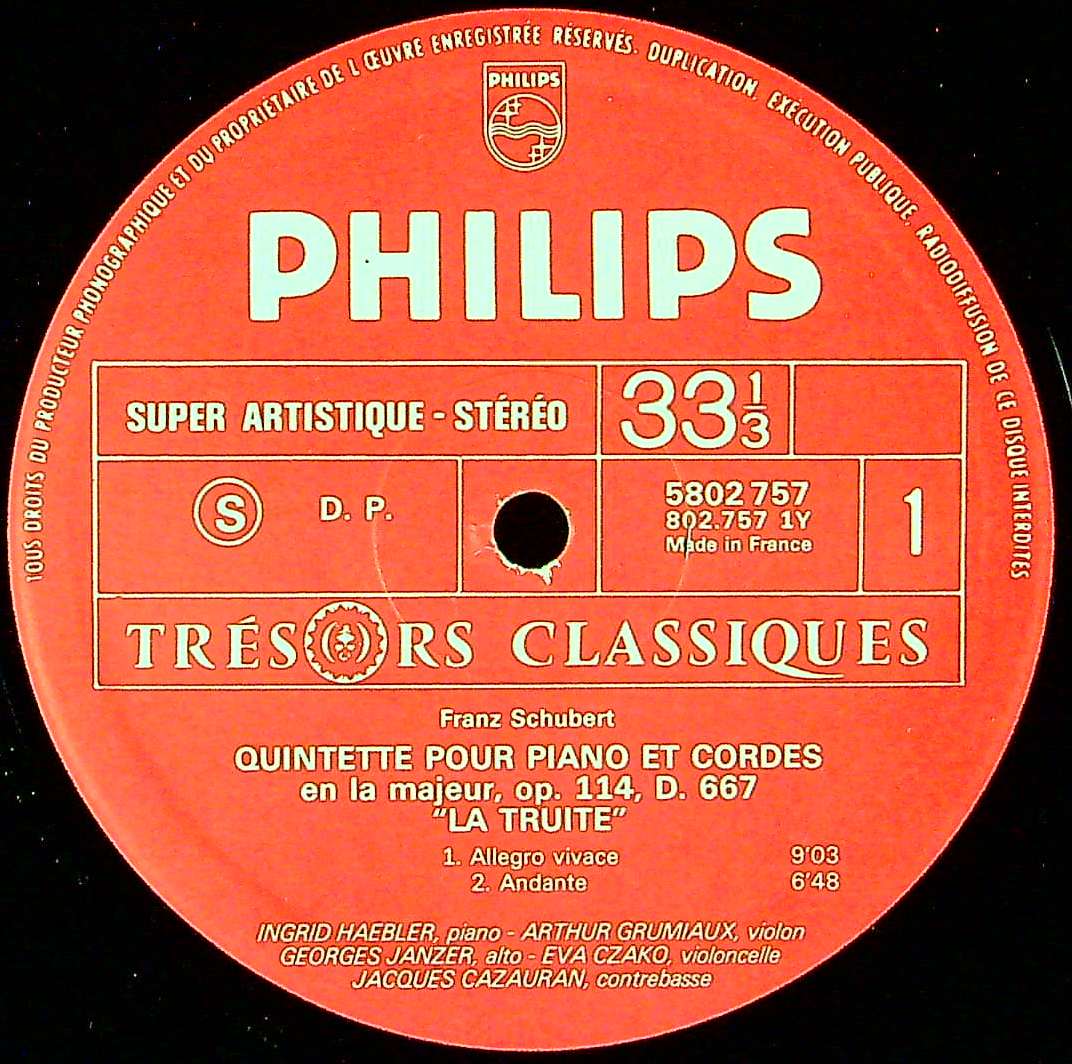 TOUS DROITS DU PRODUCTEUR PHONOGRAPHIQUE ET DU PROPRIÉTAIRE DE L ŒUVRE ENREGISTRÉE RÉSERVÉS. DUPLICATION, EXÉCUTION PUBLIQUE, RADIODIFFUSION DE CE DISQUE INTERDITES
PHILIPS
PHILIPS
SUPER ARTISTIQUE - STÉRÉO
33 1/3
S
D. P.
5802 757
802.757 1Y
Made in France
1
TRÉSORS CLASSIQUES
Franz Schubert
QUINTETTE POUR PIANO ET CORDES
en la majeur, op. 114, D. 667
"LA TRUITE"
1. Allegro vivace 9'03
2. Andante 6'48
INGRID HAEBLER, piano - ARTHUR GRUMIAUX, violon
GEORGES JANZER, alto - EVA CZAKO, violoncelle
JACQUES CAZAURAN, contrebasse